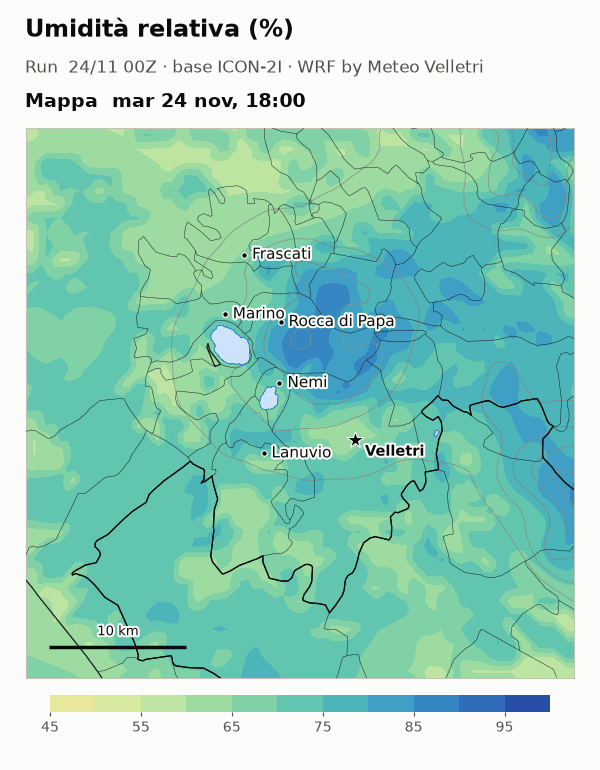 Umidità relativa (%)
Run  24/11 00Z · base ICON-2I · WRF by Meteo Velletri
Mappa  mar 24 nov, 18:00
Frascati
Marino
Rocca di Papa
Nemi
Velletri
Lanuvio
10 km
45 55 65 75 85 95